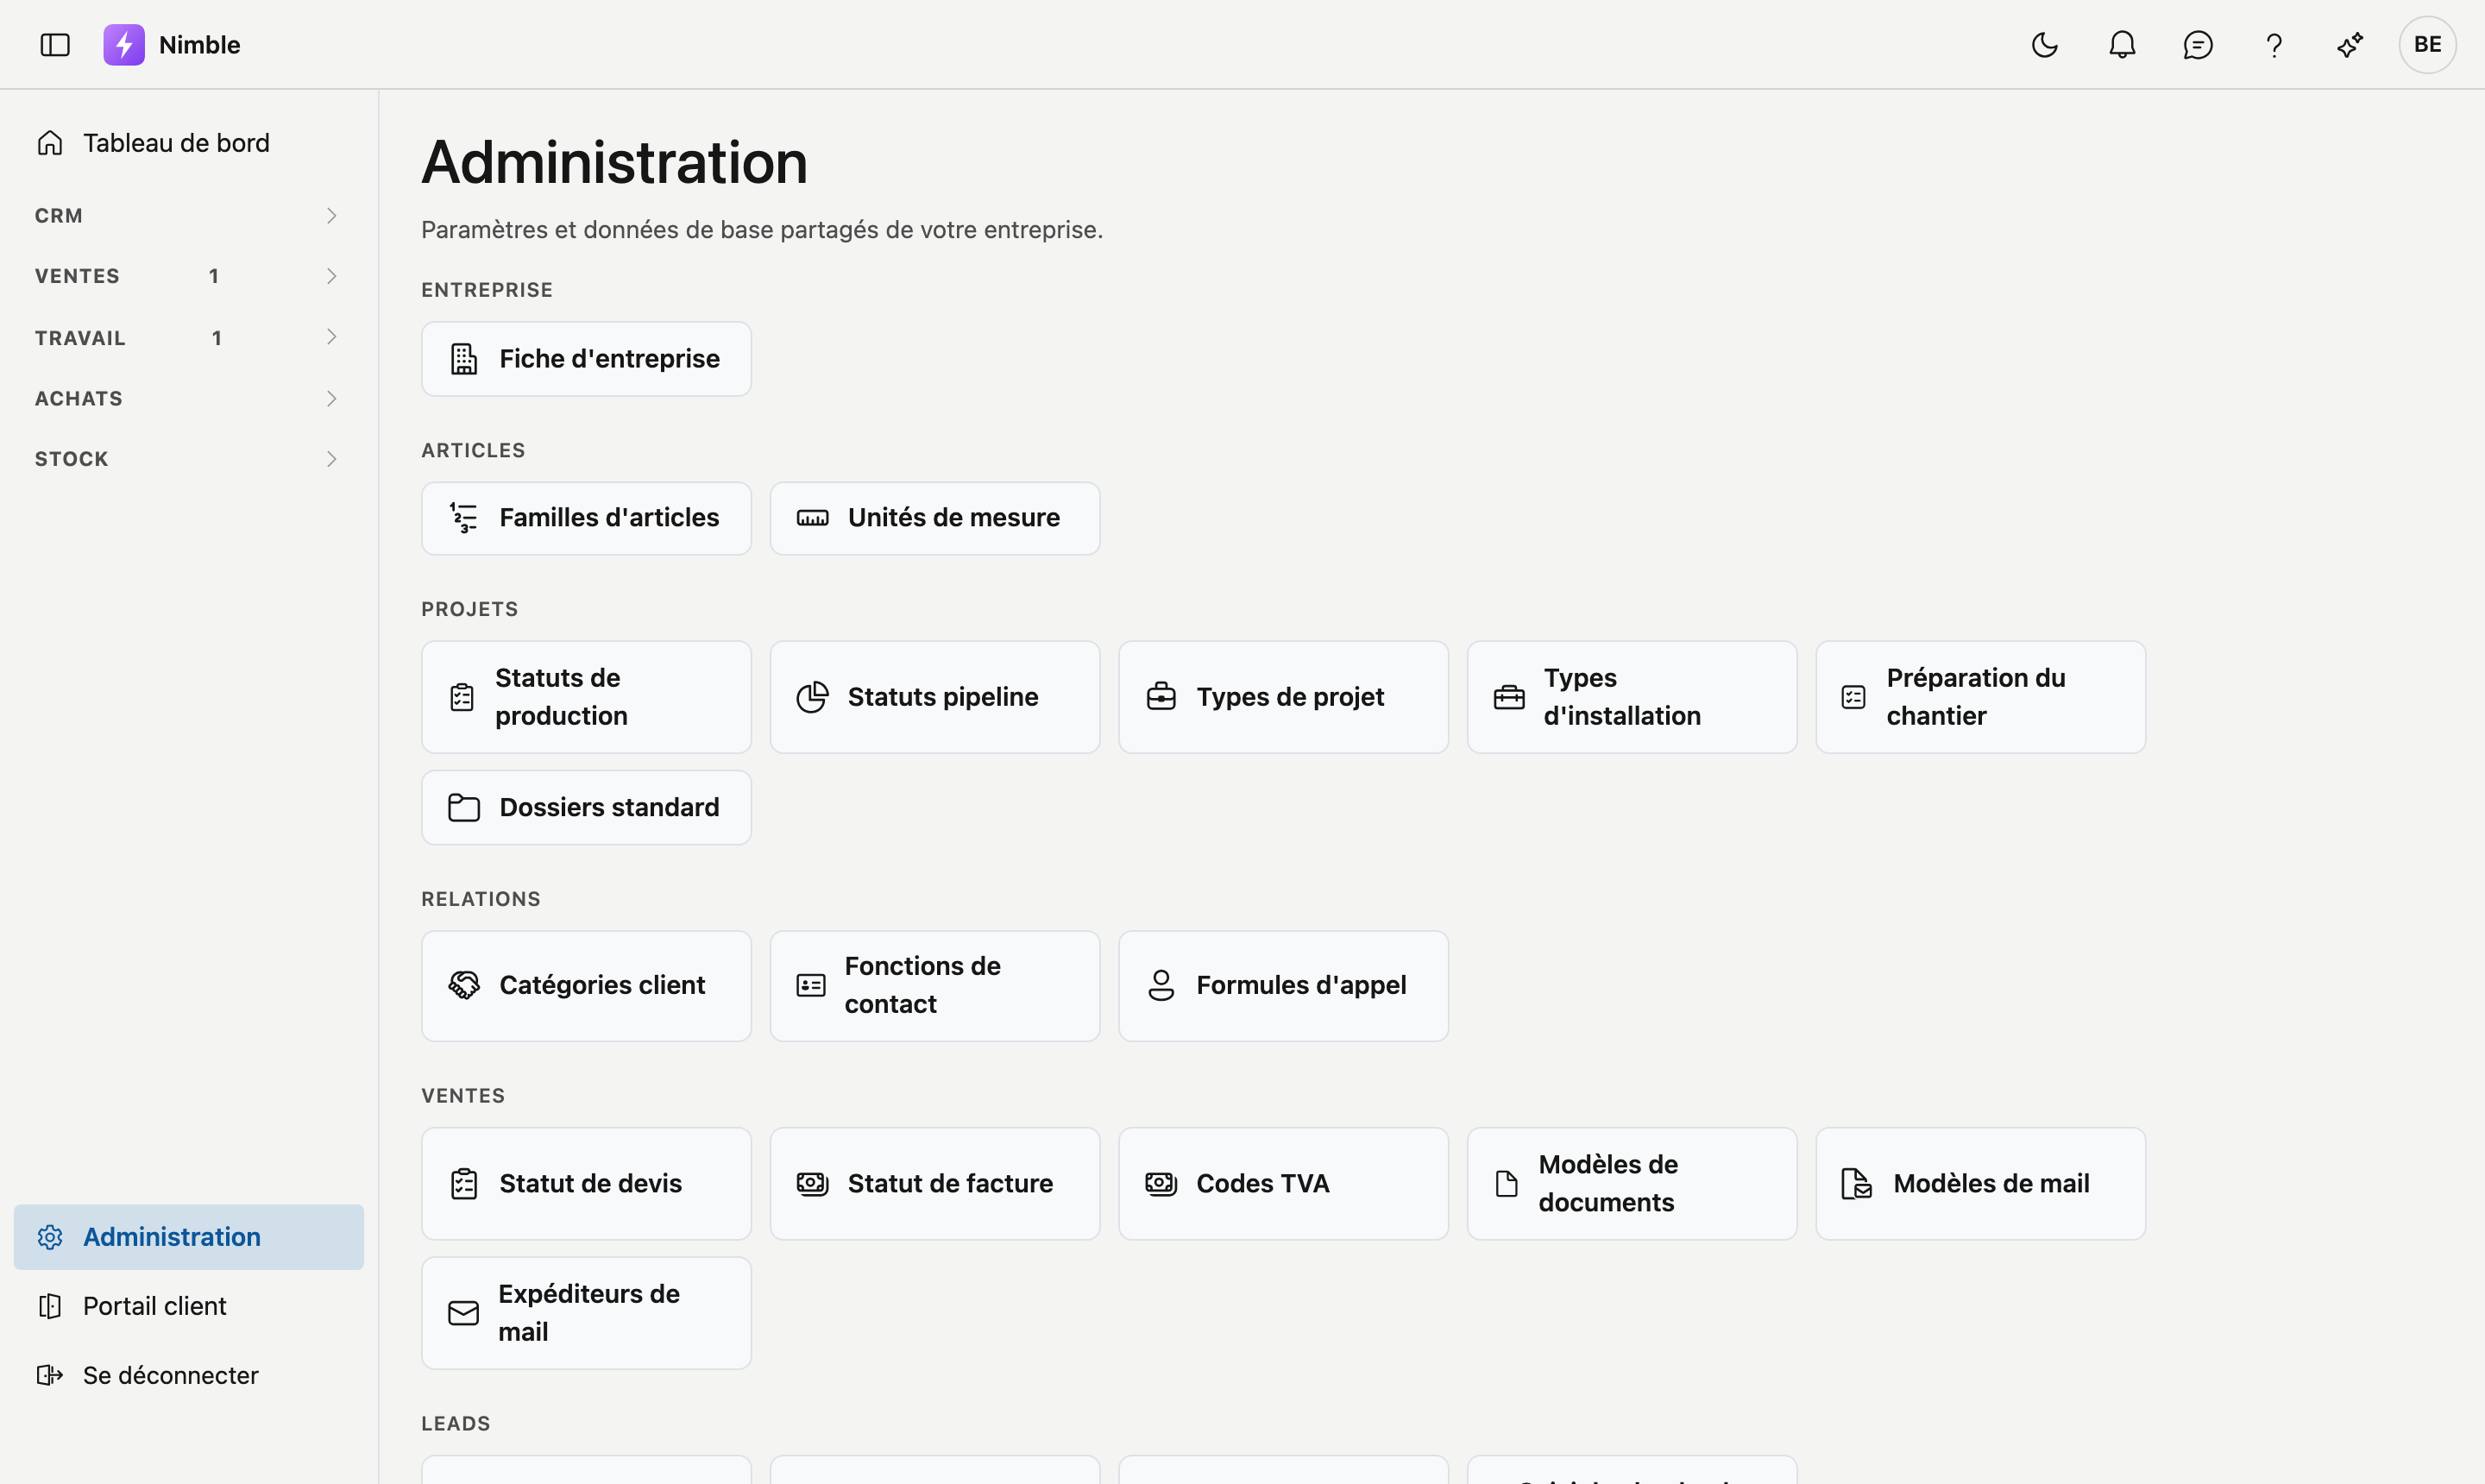 Nimble
BE
Tableau de bord
CRM
VENTES 1
TRAVAIL 1
ACHATS
STOCK
Administration
Portail client
Se déconnecter
Administration
Paramètres et données de base partagés de votre entreprise.
ENTREPRISE
Fiche d'entreprise
ARTICLES
Familles d'articles
Unités de mesure
PROJETS
Statuts de
production
Statuts pipeline
Types de projet
Types
d'installation
Préparation du
chantier
Dossiers standard
RELATIONS
Catégories client
Fonctions de
contact
Formules d'appel
VENTES
Statut de devis
Statut de facture
Codes TVA
Modèles de
documents
Modèles de mail
Expéditeurs de
mail
LEADS